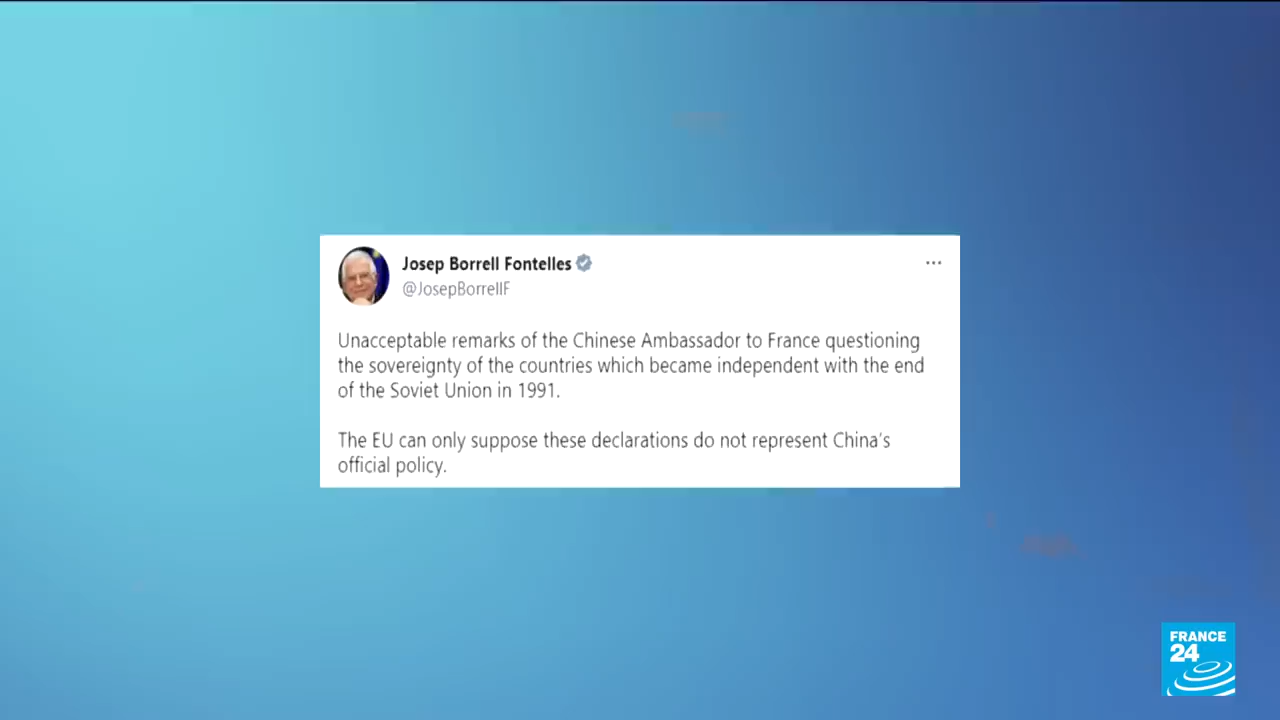 Josep Borrell Fontelles
@JosepBorrellF
Unacceptable remarks of the Chinese Ambassador to France questioning
the sovereignty of the countries which became independent with the end
of the Soviet Union in 1991.
The EU can only suppose these declarations do not represent China's
official policy.
FRANCE
24